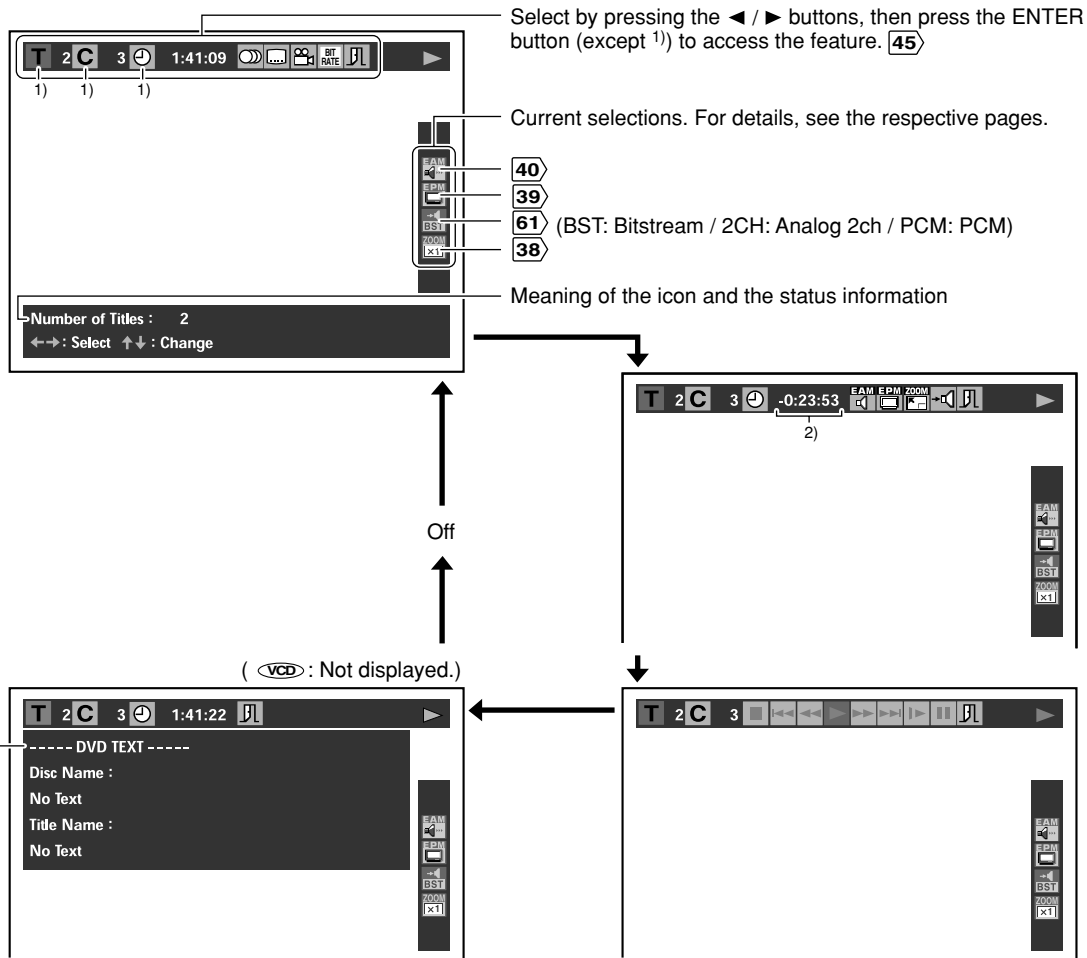 Select by pressing the ◄ / ► buttons, then press the ENTER
button (except 1)) to access the feature. 45
T 2 C 3 1:41:09 BIT RATE
1) 1) 1)
Current selections. For details, see the respective pages.
EAM
40
EPM
39
BST
61 (BST: Bitstream / 2CH: Analog 2ch / PCM: PCM)
ZOOM
×1
38
Meaning of the icon and the status information
Number of Titles : 2
←→: Select ↑↓ : Change
T 2 C 3 -0:23:53 EAM EPM ZOOM
2)
EAM
EPM
BST
ZOOM
×1
Off
( VCD : Not displayed.)
T 2 C 3 1:41:22
----- DVD TEXT -----
Disc Name :
No Text
Title Name :
No Text
EAM
EPM
BST
ZOOM
×1
T 2 C 3
EAM
EPM
BST
ZOOM
×1